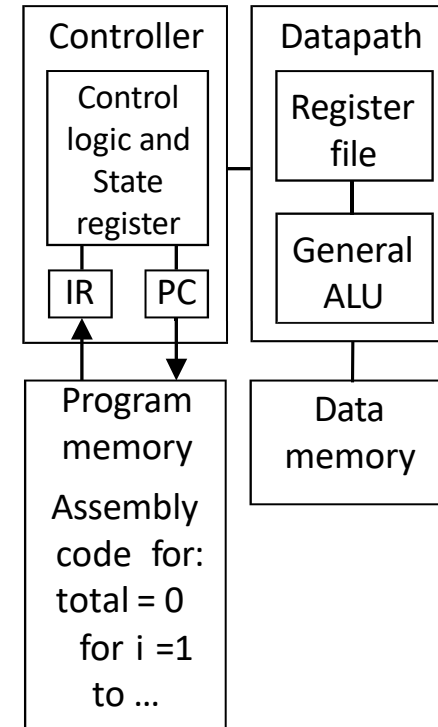 Controller
Control
logic and
State
register
IR
PC
Datapath
Register
file
General
ALU
Program
memory
Assembly
code for:
total = 0
for i =1
to ...
Data
memory